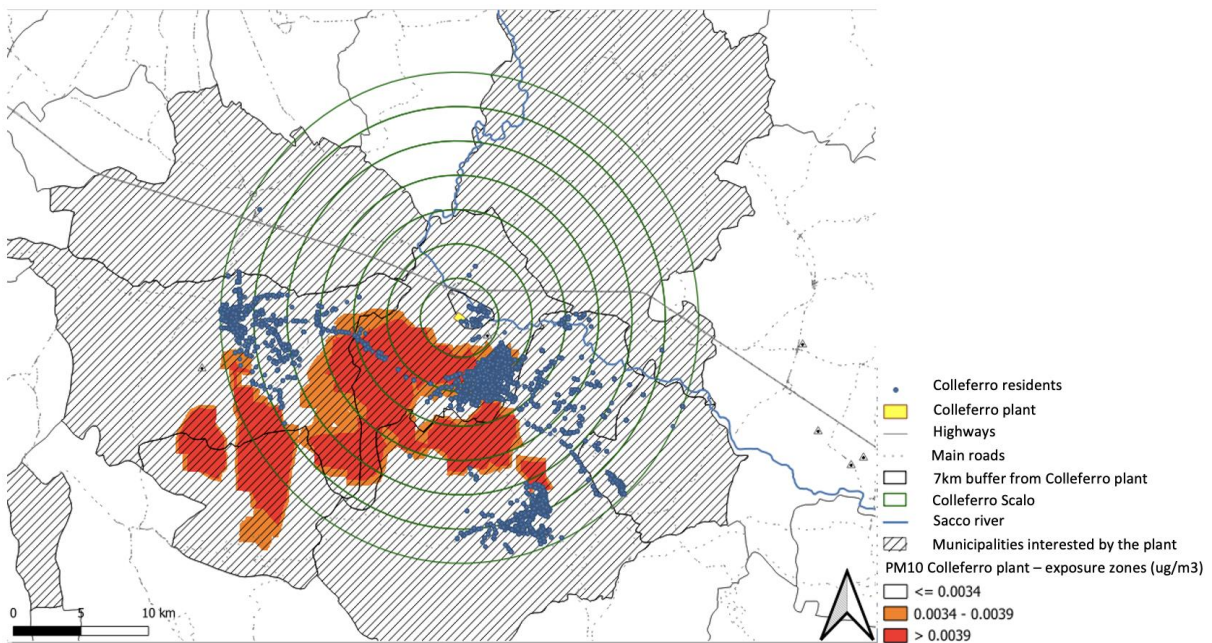 Colleferro residents
Colleferro plant
Highways
Main roads
7km buffer from Colleferro plant
Colleferro Scalo
Sacco river
Municipalities interested by the plant
PM10 Colleferro plant – exposure zones (ug/m3)
<= 0.0034
0.0034 - 0.0039
> 0.0039
0 5 10 km